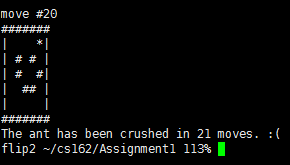 move #20
#######
|    *|
| # # |
| #  #|
|  ## |
|     |
#######
The ant has been crushed in 21 moves. :(
flip2 ~/cs162/Assignment1 113%